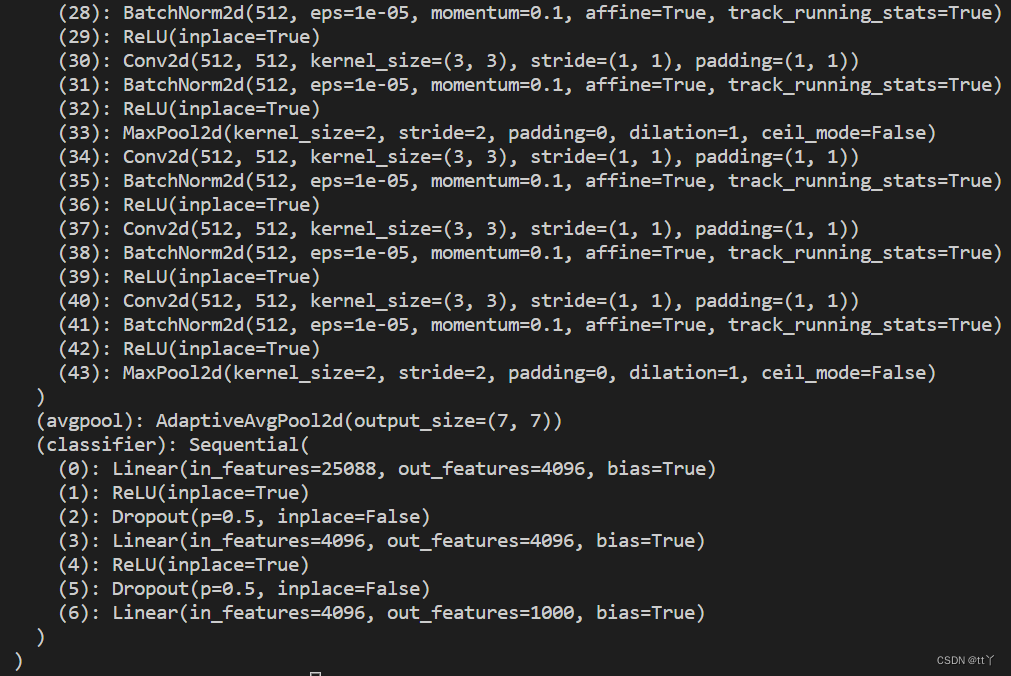 (28): BatchNorm2d(512, eps=1e-05, momentum=0.1, affine=True, track_running_stats=True)
(29): ReLU(inplace=True)
(30): Conv2d(512, 512, kernel_size=(3, 3), stride=(1, 1), padding=(1, 1))
(31): BatchNorm2d(512, eps=1e-05, momentum=0.1, affine=True, track_running_stats=True)
(32): ReLU(inplace=True)
(33): MaxPool2d(kernel_size=2, stride=2, padding=0, dilation=1, ceil_mode=False)
(34): Conv2d(512, 512, kernel_size=(3, 3), stride=(1, 1), padding=(1, 1))
(35): BatchNorm2d(512, eps=1e-05, momentum=0.1, affine=True, track_running_stats=True)
(36): ReLU(inplace=True)
(37): Conv2d(512, 512, kernel_size=(3, 3), stride=(1, 1), padding=(1, 1))
(38): BatchNorm2d(512, eps=1e-05, momentum=0.1, affine=True, track_running_stats=True)
(39): ReLU(inplace=True)
(40): Conv2d(512, 512, kernel_size=(3, 3), stride=(1, 1), padding=(1, 1))
(41): BatchNorm2d(512, eps=1e-05, momentum=0.1, affine=True, track_running_stats=True)
(42): ReLU(inplace=True)
(43): MaxPool2d(kernel_size=2, stride=2, padding=0, dilation=1, ceil_mode=False)
)
(avgpool): AdaptiveAvgPool2d(output_size=(7, 7))
(classifier): Sequential(
(0): Linear(in_features=25088, out_features=4096, bias=True)
(1): ReLU(inplace=True)
(2): Dropout(p=0.5, inplace=False)
(3): Linear(in_features=4096, out_features=4096, bias=True)
(4): ReLU(inplace=True)
(5): Dropout(p=0.5, inplace=False)
(6): Linear(in_features=4096, out_features=1000, bias=True)
)
)
CSDN @tt丫